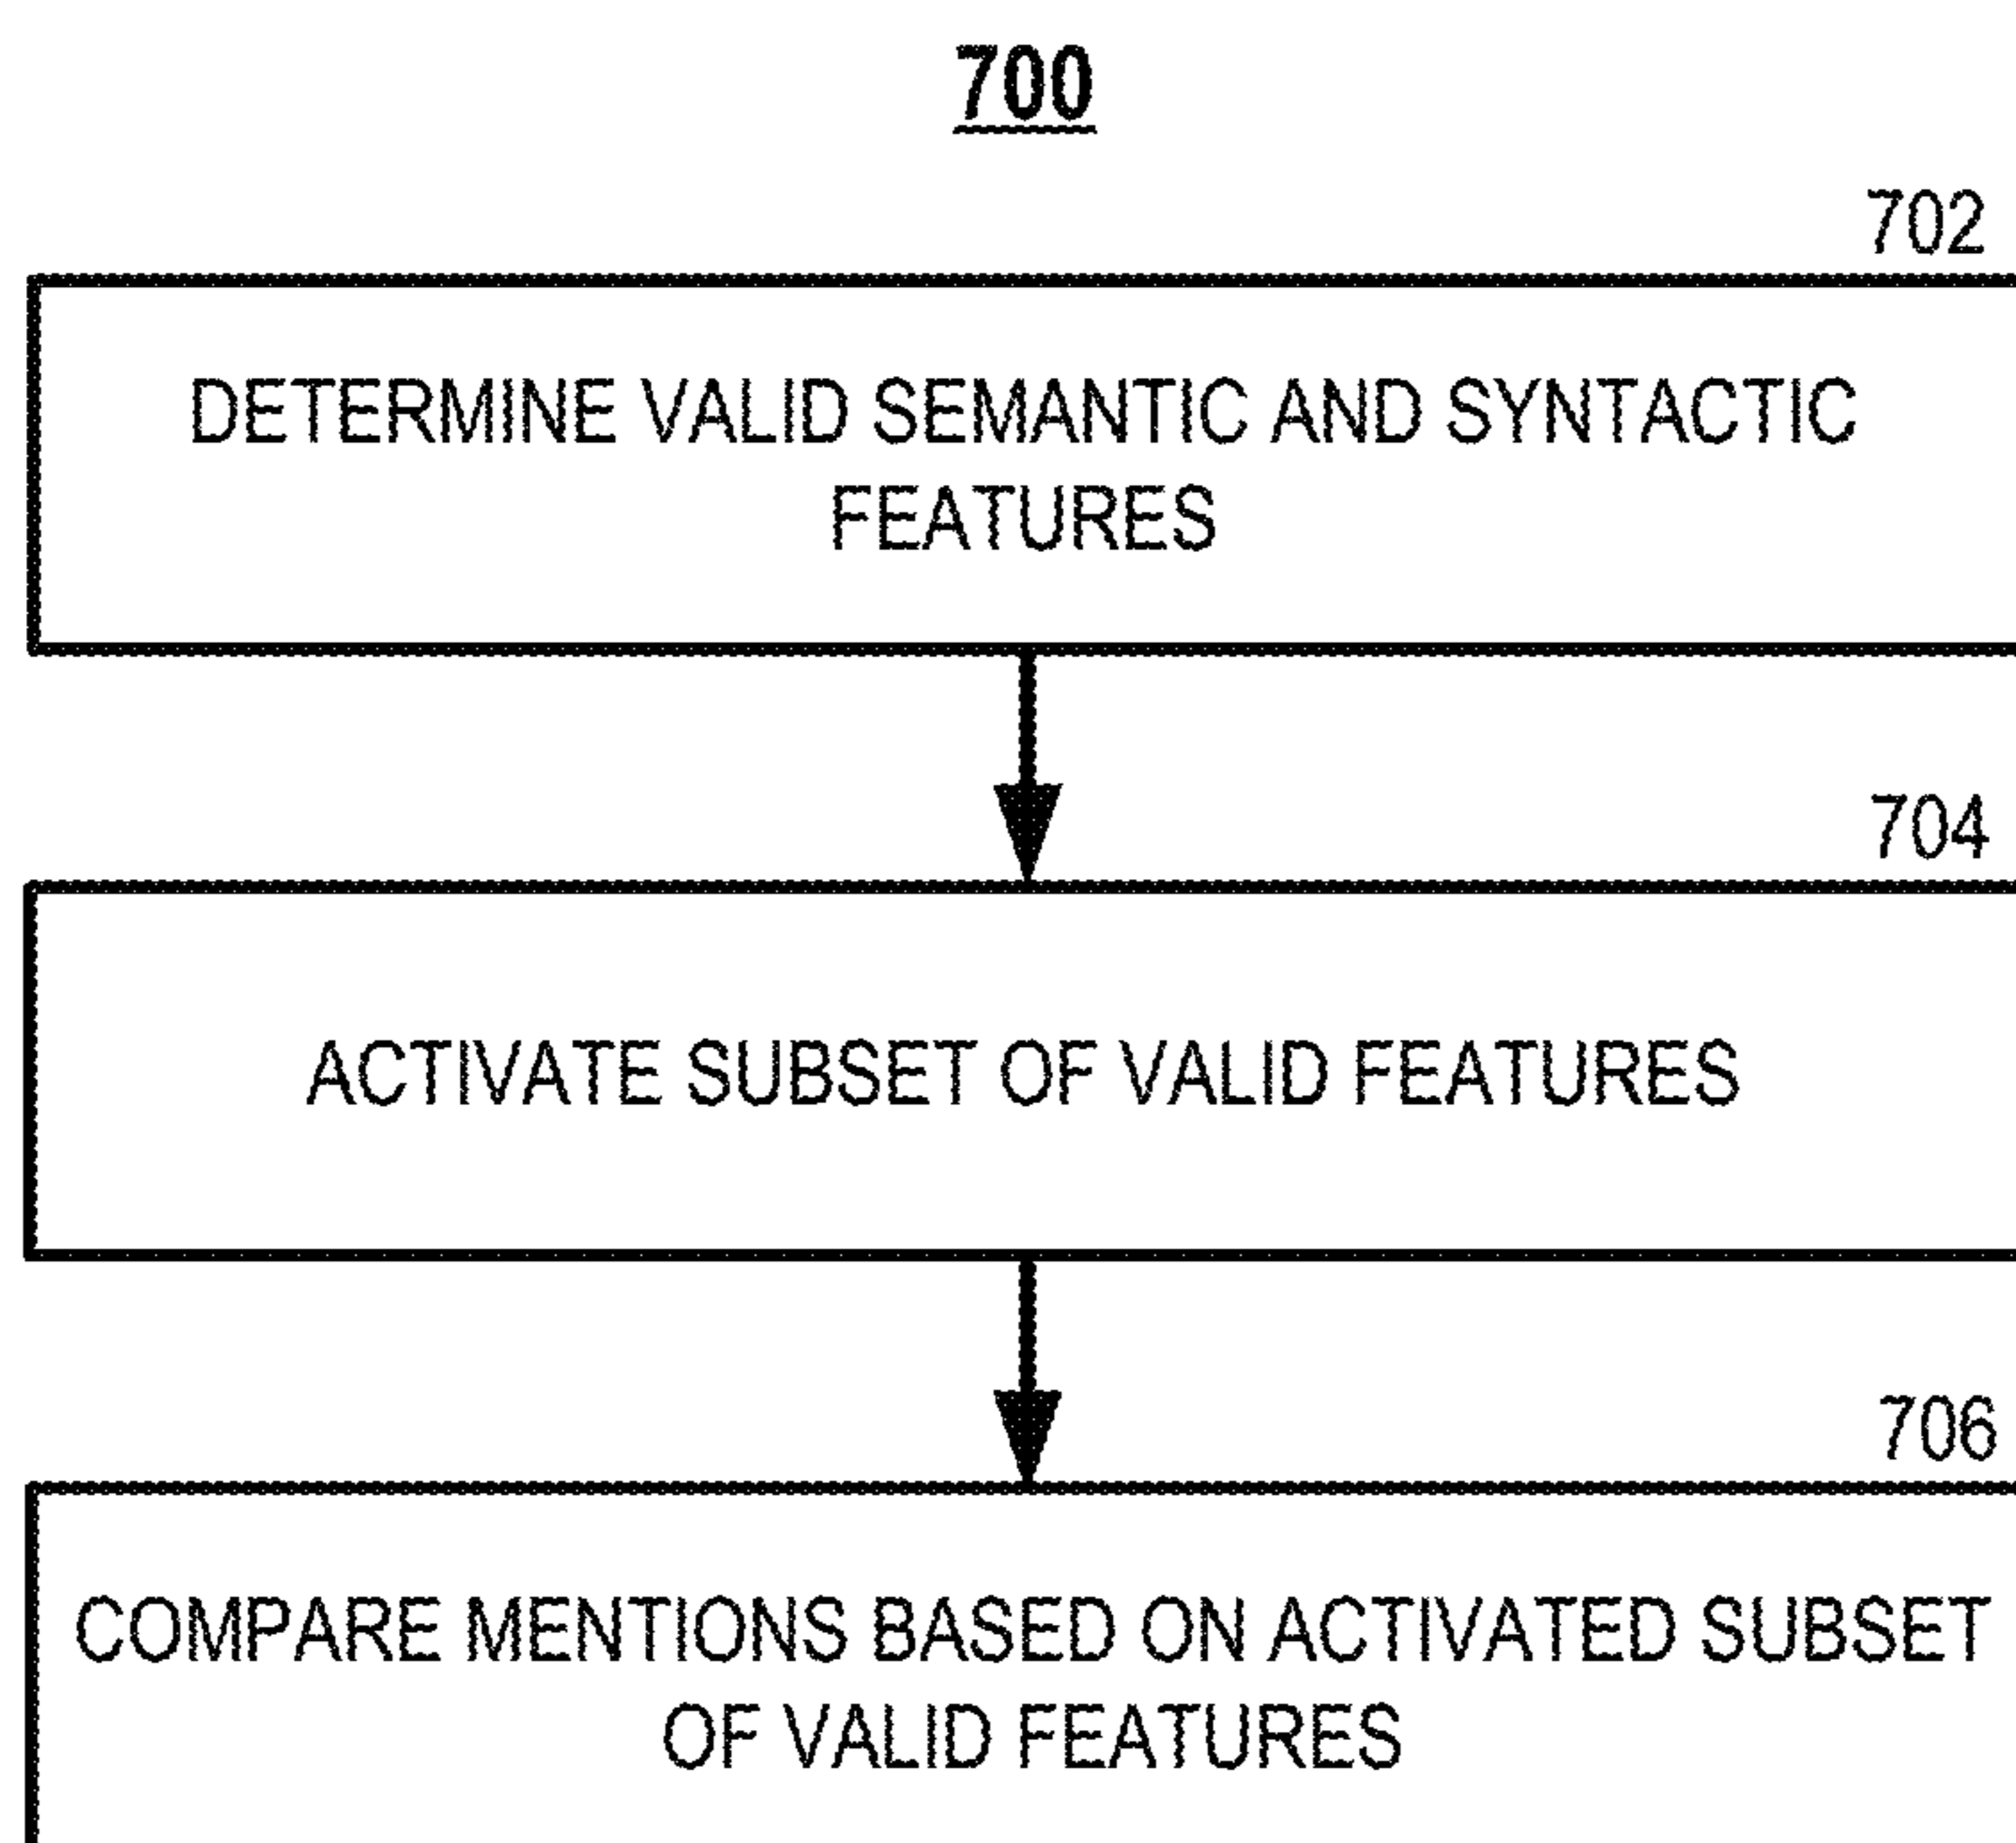 700
702
DETERMINE VALID SEMANTIC AND SYNTACTIC
FEATURES
704
ACTIVATE SUBSET OF VALID FEATURES
706
COMPARE MENTIONS BASED ON ACTIVATED SUBSET
OF VALID FEATURES